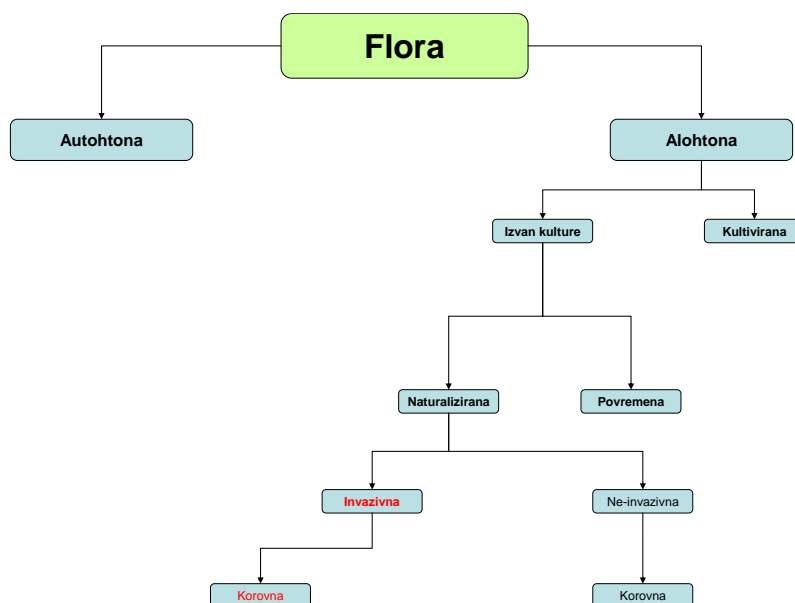 Flora
Autohtona
Alohtona
Izvan kulture
Kultivirana
Naturalizirana
Povremena
Invazivna
Ne-invazivna
Korovna
Korovna